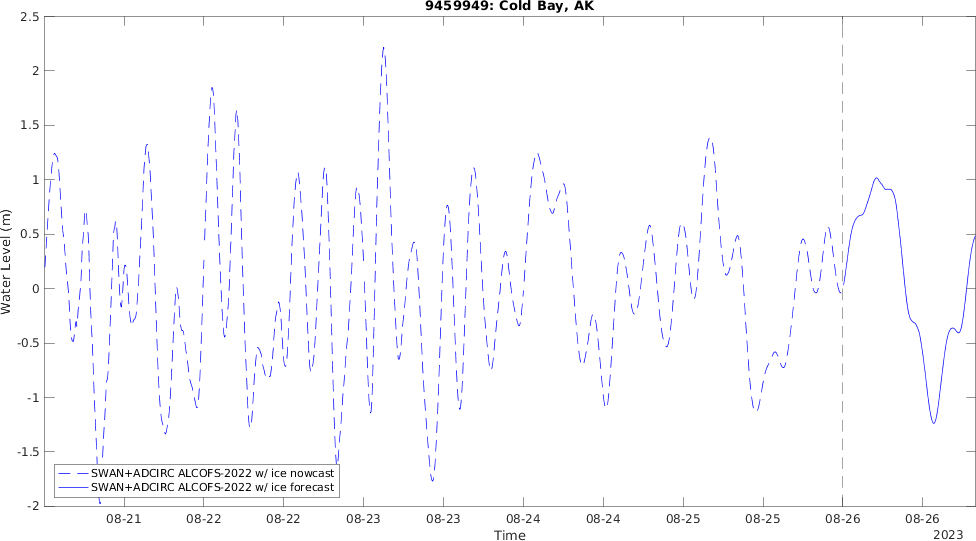 9459949: Cold Bay, AK
Water Level (m)
2.5
2
1.5
1
0.5
0
-0.5
-1
-1.5
-2
SWAN+ADCIRC ALCOFS-2022 w/ ice nowcast
SWAN+ADCIRC ALCOFS-2022 w/ ice forecast
08-21 08-22 08-22 08-23 08-23 08-24 08-24 08-25 08-25 08-26 08-26
Time
2023